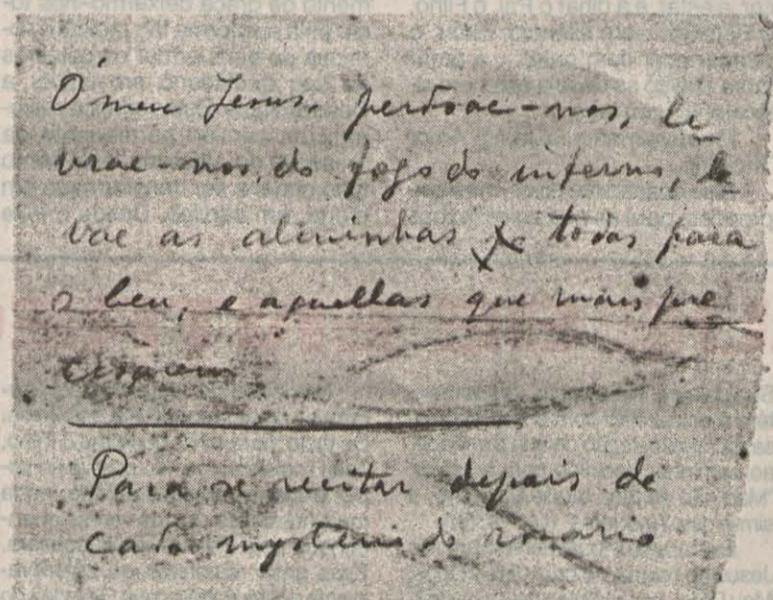 Ó meu Jesus, perdoae-nos, li-
vrae-nos, do fogo do inferno, le-
vae as alminhas todas para
o Ceu, e aquellas que mais pre-
cisarem
Para se recitar depois de
cada mysterio do rosario